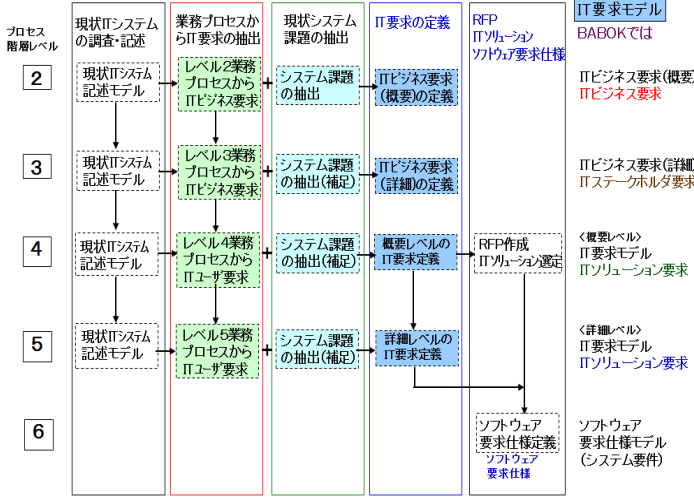 プロセス
階層レベル
現状ITシステム
の調査・記述
業務プロセスか
らIT要求の抽出
現状システム
課題の抽出
IT要求の定義
RFP
ITソリューション
ソフトウェア要求仕様
IT要求モデル
BABOKでは
2
現状ITシステム
記述モデル
レベル2業務
プロセスから
ITビジネス要求
+
システム課題
の抽出
ITビジネス要求
(概要)の定義
ITビジネス要求(概要)
ITビジネス要求
3
現状ITシステム
記述モデル
レベル3業務
プロセスから
ITビジネス要求
+
システム課題
の抽出(補足)
ITビジネス要求
(詳細)の定義
ITビジネス要求(詳細)
ITステークホルダ要求
4
現状ITシステム
記述モデル
レベル4業務
プロセスから
ITユーザ要求
+
システム課題
の抽出(補足)
概要レベルの
IT要求定義
RFP作成
ITソリューション選定
<概要レベル>
IT要求モデル
ITソリューション要求
5
現状ITシステム
記述モデル
レベル5業務
プロセスから
ITユーザ要求
+
システム課題
の抽出(補足)
詳細レベルの
IT要求定義
<詳細レベル>
IT要求モデル
ITソリューション要求
6
ソフトウェア
要求仕様定義
ソフトウェア
要求仕様
ソフトウェア
要求仕様モデル
(システム要件)